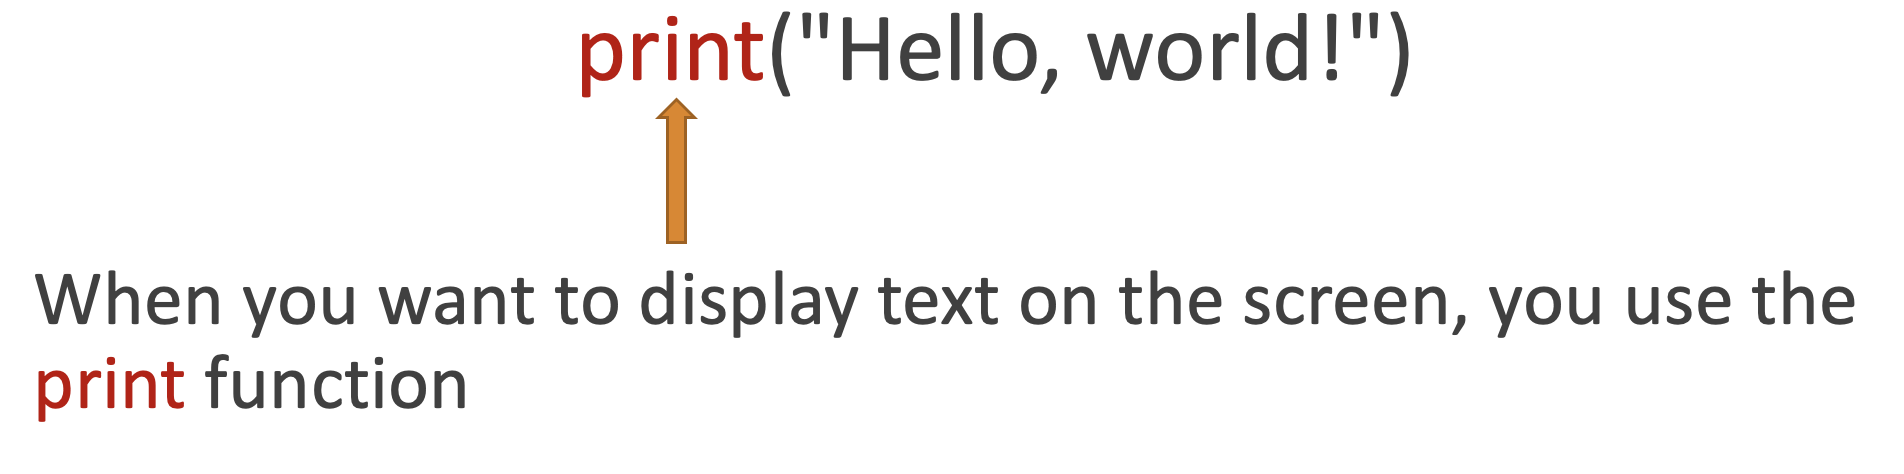 print("Hello, world!")
When you want to display text on the screen, you use the
print function